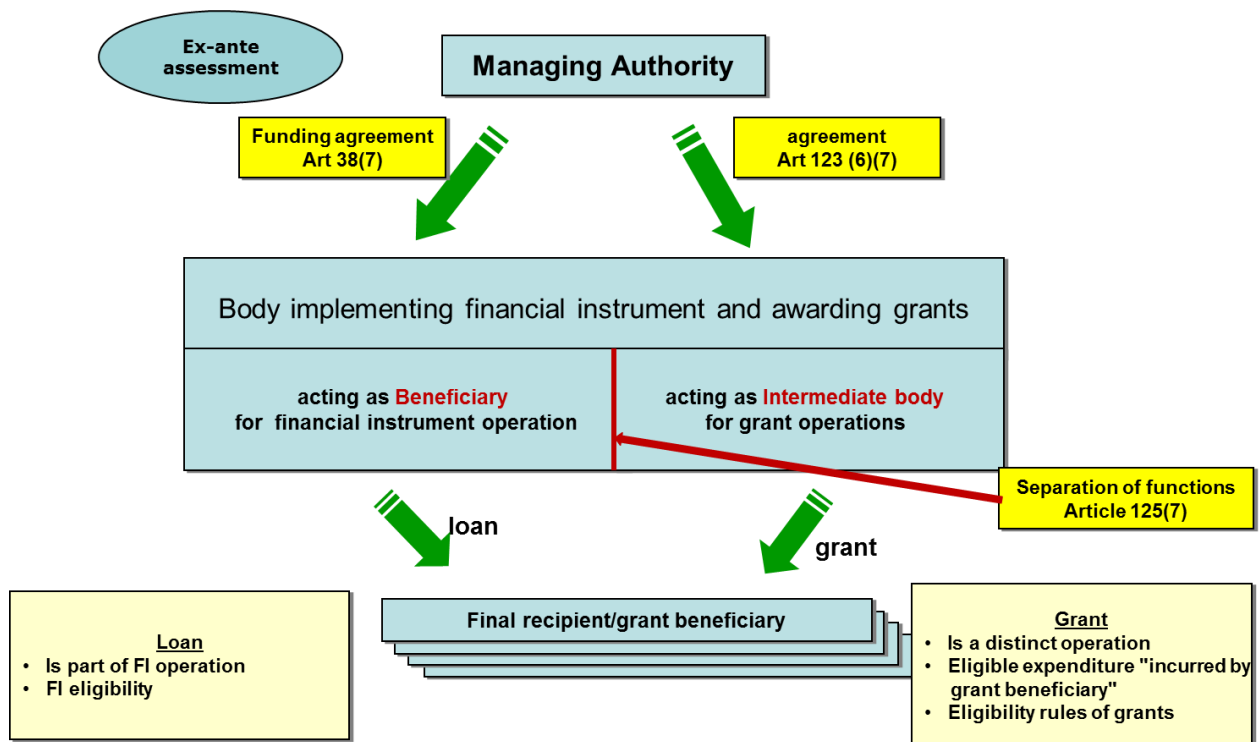 Ex-ante
assessment
Managing Authority
Funding agreement
Art 38(7)
agreement
Art 123 (6)(7)
Body implementing financial instrument and awarding grants
acting as Beneficiary
for financial instrument operation
acting as Intermediate body
for grant operations
Separation of functions
Article 125(7)
loan
grant
Final recipient/grant beneficiary
Loan
• Is part of FI operation
• FI eligibility
Grant
• Is a distinct operation
• Eligible expenditure "incurred by
grant beneficiary"
• Eligibility rules of grants